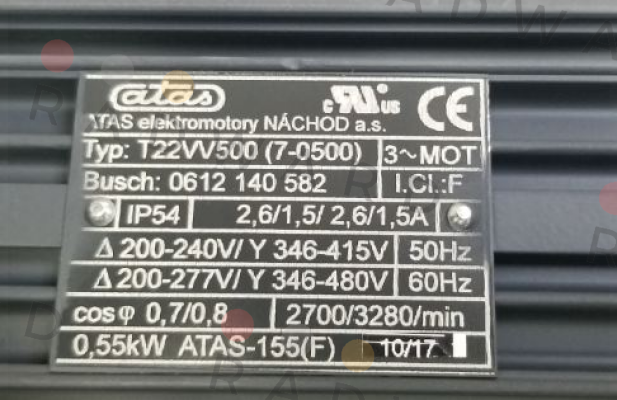 atas
c RU us CE
ATAS elektromotory NÁCHOD a.s.
Typ: T22VV500 (7-0500) 3~MOT
Busch: 0612 140 582 I.Cl.:F
IP54 2,6/1,5/ 2,6/1,5A
Δ 200-240V/ Y 346-415V 50Hz
Δ 200-277V/ Y 346-480V 60Hz
cosφ 0,7/0,8 2700/3280/min
0,55kW ATAS-155(F) 10/17